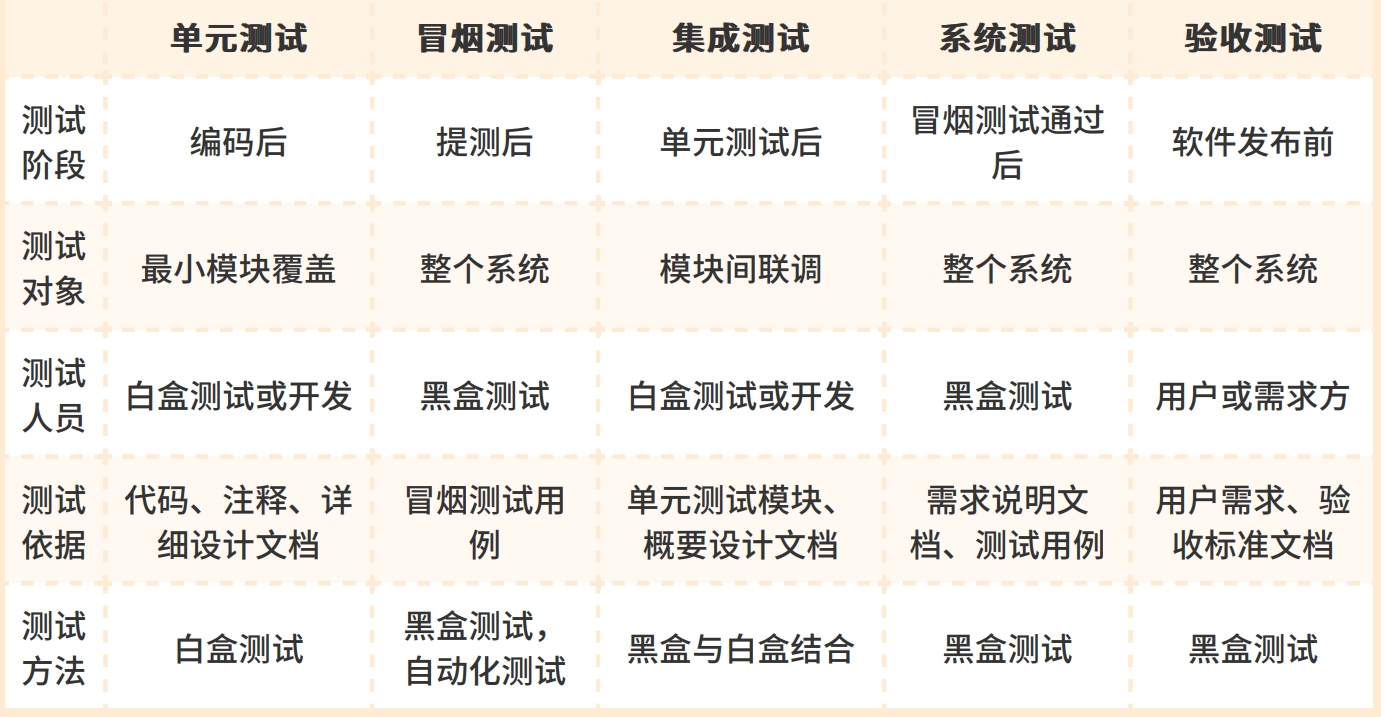 单元测试 冒烟测试 集成测试 系统测试 验收测试
测试
阶段
编码后
提测后
单元测试后
冒烟测试通过
后
软件发布前
测试
对象
最小模块覆盖
整个系统
模块间联调
整个系统
整个系统
测试
人员
白盒测试或开发
黑盒测试
白盒测试或开发
黑盒测试
用户或需求方
测试
依据
代码、注释、详
细设计文档
冒烟测试用
例
单元测试模块、
概要设计文档
需求说明文
档、测试用例
用户需求、验
收标准文档
测试
方法
白盒测试
黑盒测试，
自动化测试
黑盒与白盒结合
黑盒测试
黑盒测试